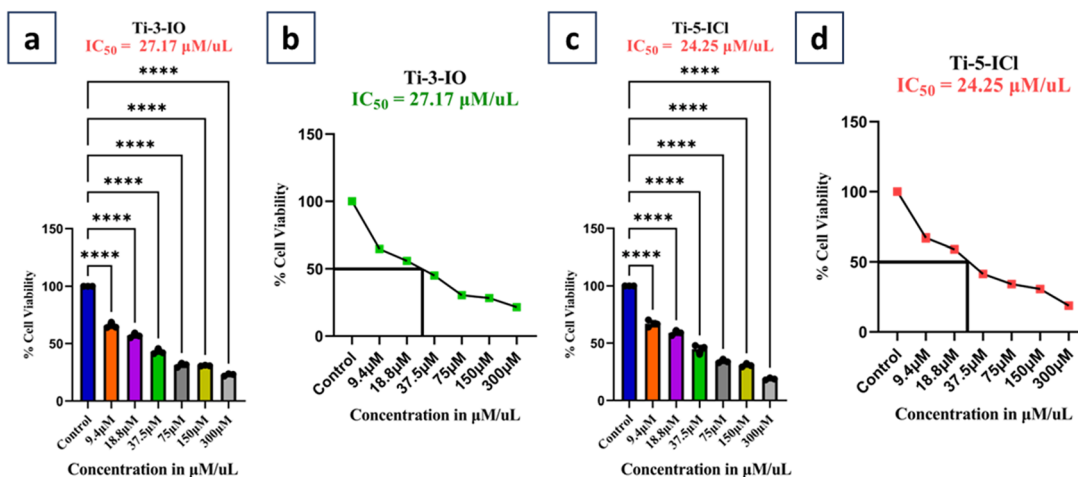 a
Ti-3-IO
IC50 = 27.17 μM/uL
****
****
****
****
****
****
% Cell Viability
150
100
50
0
Control
9.4μM
18.8μM
37.5μM
75μM
150μM
300μM
Concentration in μM/uL
b
Ti-3-IO
IC50 = 27.17 μM/uL
% Cell Viability
150
100
50
0
Control
9.4μM
18.8μM
37.5μM
75μM
150μM
300μM
Concentration in μM/uL
c
Ti-5-ICl
IC50 = 24.25 μM/uL
****
****
****
****
****
****
% Cell Viability
150
100
50
0
Control
9.4μM
18.8μM
37.5μM
75μM
150μM
300μM
Concentration in μM/uL
d
Ti-5-ICl
IC50 = 24.25 μM/uL
% Cell Viability
150
100
50
0
Control
9.4μM
18.8μM
37.5μM
75μM
150μM
300μM
Concentration in μM/uL